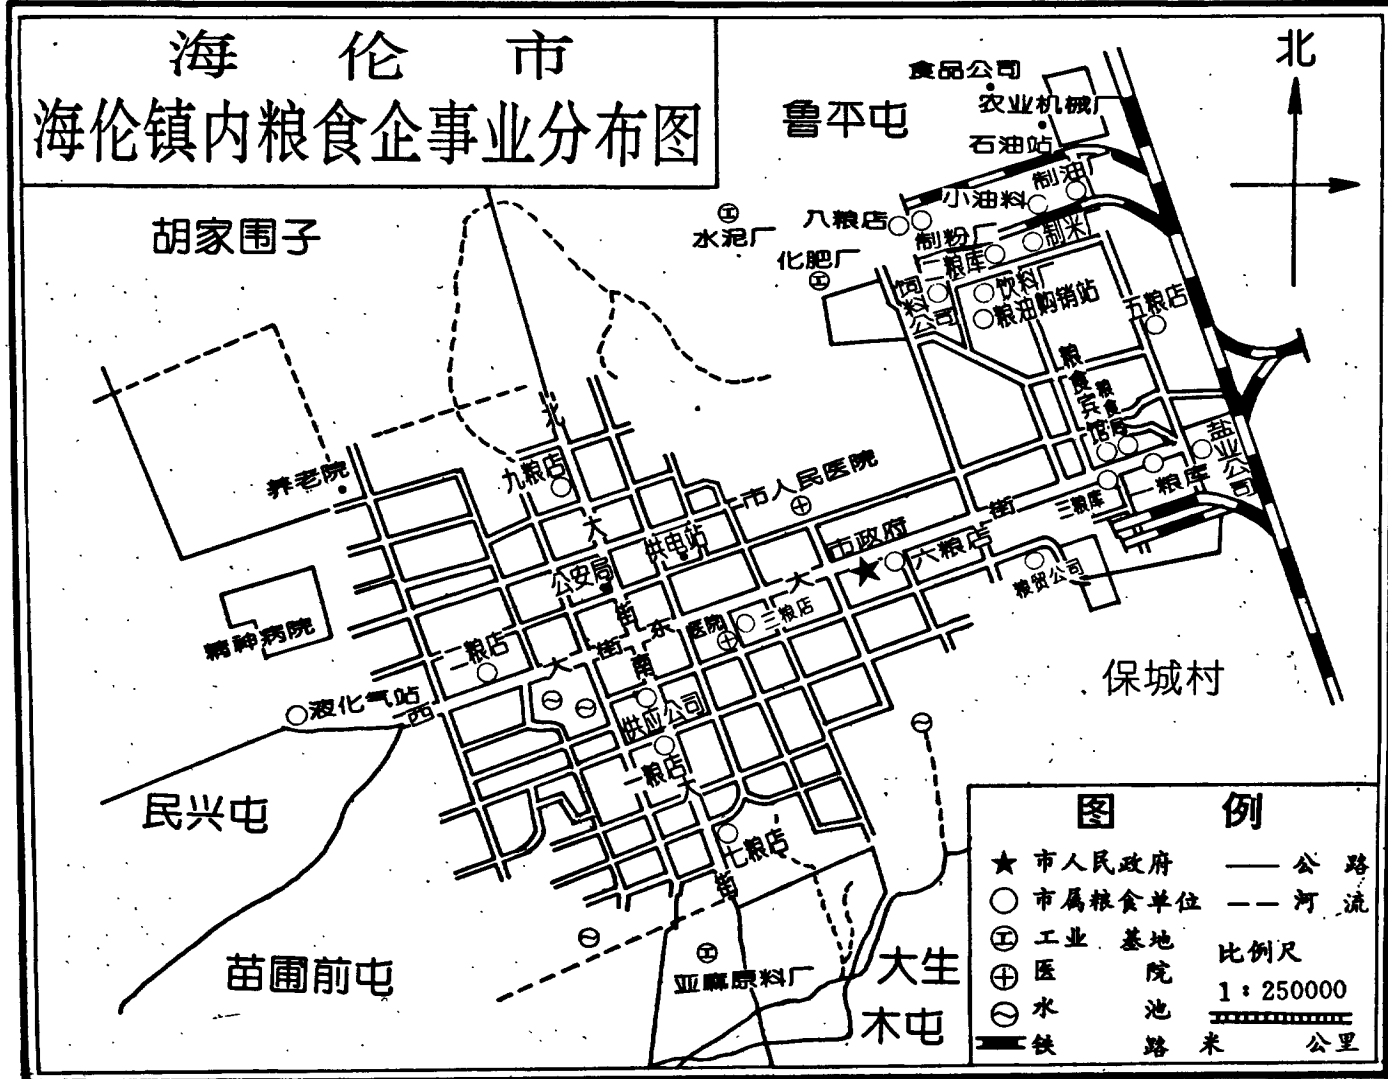 海伦市
海伦镇内粮食企事业分布图
北
食品公司
农业机械厂
鲁平屯
石油站
制油厂
小油料
八粮店
制粉厂
制米厂
水泥厂
化肥厂
二粮库
饲料公司
饮料厂
粮油购销站
五粮店
胡家围子
粮食宾馆
粮食局
盐业公司
一粮库
三粮库
北
大
街
九粮店
养老院
市人民医院
供电站
市政府
六粮店
街
大
东
公安局
粮贸公司
医院
三粮店
精神病院
二粮店
街
大
西
液化气站
南
供应公司
一粮店
大
七粮店
街
保城村
民兴屯
苗圃前屯
亚麻原料厂
大生
木屯
图例
市人民政府
公路
市属粮食单位
河流
工业基地
医院
比例尺
1：250000
水池
铁路
米 公里